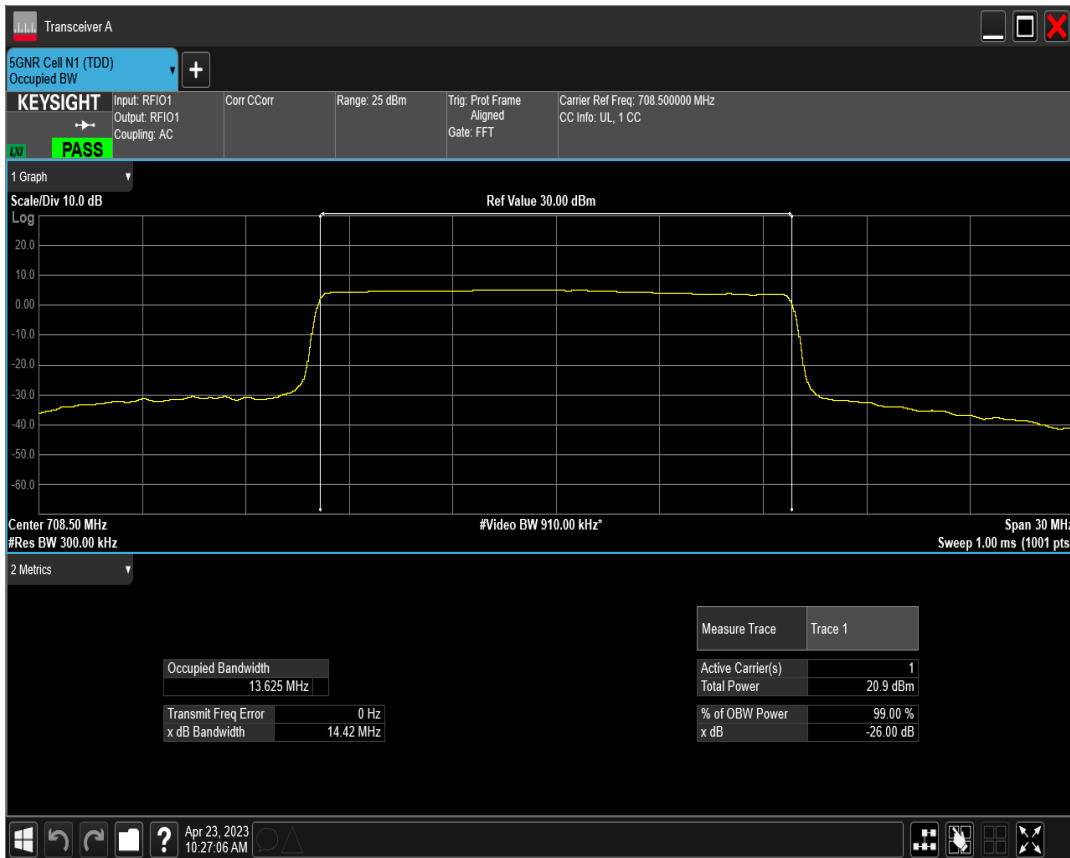 Transceiver A
5GNR Cell N1 (TDD)
Occupied BW
+
KEYSIGHT
LXI
PASS
Input: RFIO1
Output: RFIO1
Coupling: AC
Corr CCorr
Range: 25 dBm
Trig: Prot Frame
Aligned
Gate: FFT
Carrier Ref Freq: 708.500000 MHz
CC Info: UL, 1 CC
1 Graph
Scale/Div 10.0 dB
Ref Value 30.00 dBm
Log
20.0
10.0
0.00
-10.0
-20.0
-30.0
-40.0
-50.0
-60.0
Center 708.50 MHz
#Video BW 910.00 kHz*
Span 30 MHz
#Res BW 300.00 kHz
Sweep 1.00 ms (1001 pts
2 Metrics
Measure Trace Trace 1
Occupied Bandwidth
13.625 MHz
Active Carrier(s) 1
Total Power 20.9 dBm
Transmit Freq Error 0 Hz
x dB Bandwidth 14.42 MHz
% of OBW Power 99.00 %
x dB -26.00 dB
?
Apr 23, 2023
10:27:06 AM